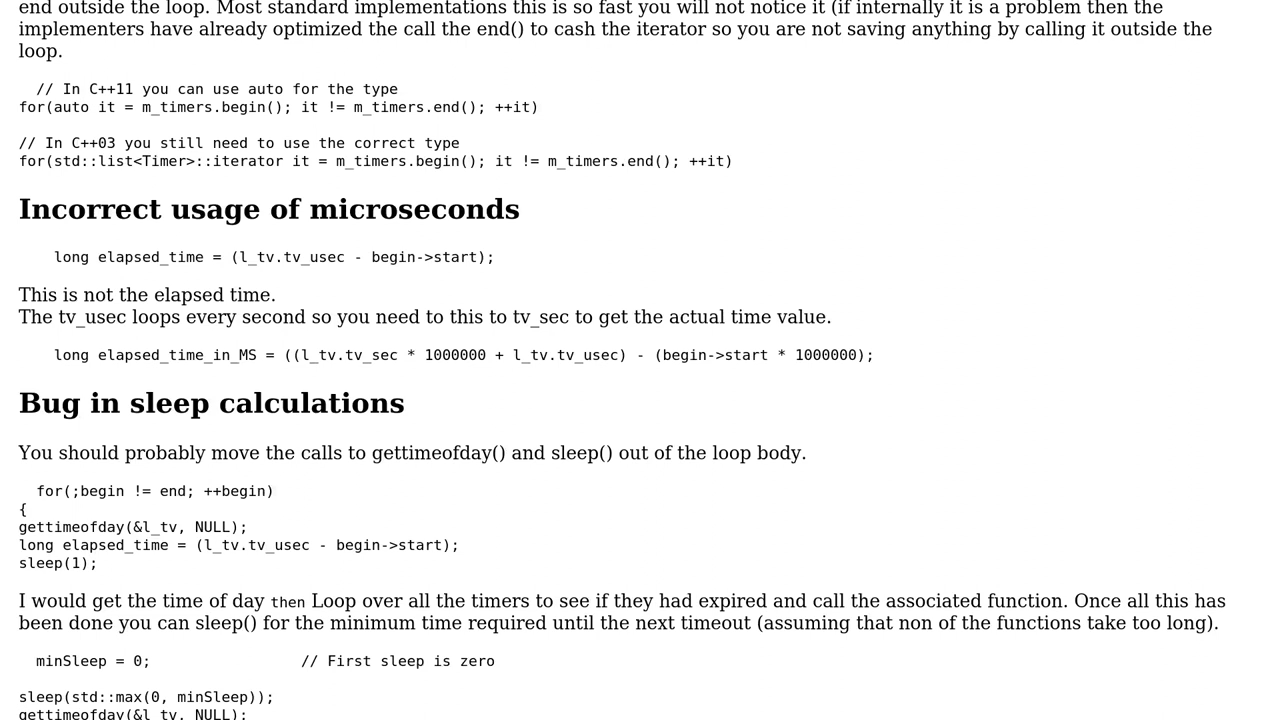 end outside the loop. Most standard implementations this is so fast you will not notice it (if internally it is a problem then the
implementers have already optimized the call the end() to cash the iterator so you are not saving anything by calling it outside the
loop.
// In C++11 you can use auto for the type
for(auto it = m_timers.begin(); it != m_timers.end(); ++it)
// In C++03 you still need to use the correct type
for(std::list<Timer>::iterator it = m_timers.begin(); it != m_timers.end(); ++it)
Incorrect usage of microseconds
long elapsed_time = (l_tv.tv_usec - begin->start);
This is not the elapsed time.
The tv_usec loops every second so you need to this to tv_sec to get the actual time value.
long elapsed_time_in_MS = ((l_tv.tv_sec * 1000000 + l_tv.tv_usec) - (begin->start * 1000000);
Bug in sleep calculations
You should probably move the calls to gettimeofday() and sleep() out of the loop body.
for(;begin != end; ++begin)
{
gettimeofday(&l_tv, NULL);
long elapsed_time = (l_tv.tv_usec - begin->start);
sleep(1);
I would get the time of day then Loop over all the timers to see if they had expired and call the associated function. Once all this has
been done you can sleep() for the minimum time required until the next timeout (assuming that non of the functions take too long).
minSleep = 0; // First sleep is zero
sleep(std::max(0, minSleep));
gettimeofday(&l_tv, NULL);